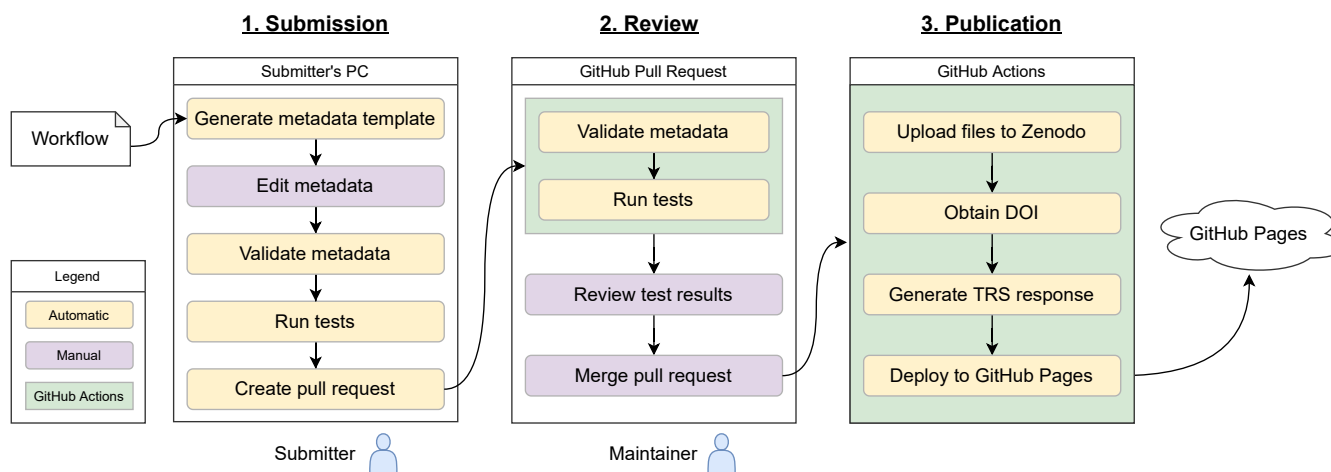 1. Submission
2. Review
3. Publication
Submitter's PC
GitHub Pull Request
GitHub Actions
Workflow
Generate metadata template
Edit metadata
Validate metadata
Run tests
Create pull request
Validate metadata
Run tests
Review test results
Merge pull request
Upload files to Zenodo
Obtain DOI
Generate TRS response
Deploy to GitHub Pages
GitHub Pages
Legend
Automatic
Manual
GitHub Actions
Submitter
Maintainer